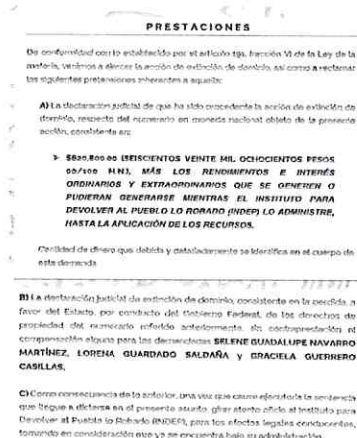 PRESTACIONES
De conformidad con lo establecido por el artículo 191, fracción VI de la Ley de la
materia, venimos a ejercer la acción de extinción de dominio, así como a reclamar
las siguientes pretensiones inherentes a aquella:
A) La declaración judicial de que ha sido procedente la acción de extinción de
dominio, respecto del numerario en moneda nacional objeto de la presente
acción, consistente en:
➤ $620,800.00 (SEISCIENTOS VEINTE MIL OCHOCIENTOS PESOS
00/100 M.N.), MÁS LOS RENDIMIENTOS E INTERÉS
ORDINARIOS Y EXTRAORDINARIOS QUE SE GENEREN O
PUDIERAN GENERARSE MIENTRAS EL INSTITUTO PARA
DEVOLVER AL PUEBLO LO ROBADO (INDEP) LO ADMINISTRE,
HASTA LA APLICACIÓN DE LOS RECURSOS.
Cantidad de dinero que debida y detalladamente se identifica en el cuerpo de
esta demanda.
B) La declaración judicial de extinción de dominio, consistente en la perdida, a
favor del Estado, por conducto del Gobierno Federal, de los derechos de
propiedad del numerario referido anteriormente, sin contraprestación ni
compensación alguna para las demandadas SELENE GUADALUPE NAVARRO
MARTÍNEZ, LORENA GUARDADO SALDAÑA y GRACIELA GUERRERO
CASILLAS.
C) Como consecuencia de lo anterior, una vez que cause ejecutoria la sentencia
que llegue a dictarse en el presente asunto, girar atento oficio al Instituto para
Devolver al Pueblo lo Robado (INDEP), para los efectos legales conducentes,
tomando en consideración que ya se encuentra bajo su administración.